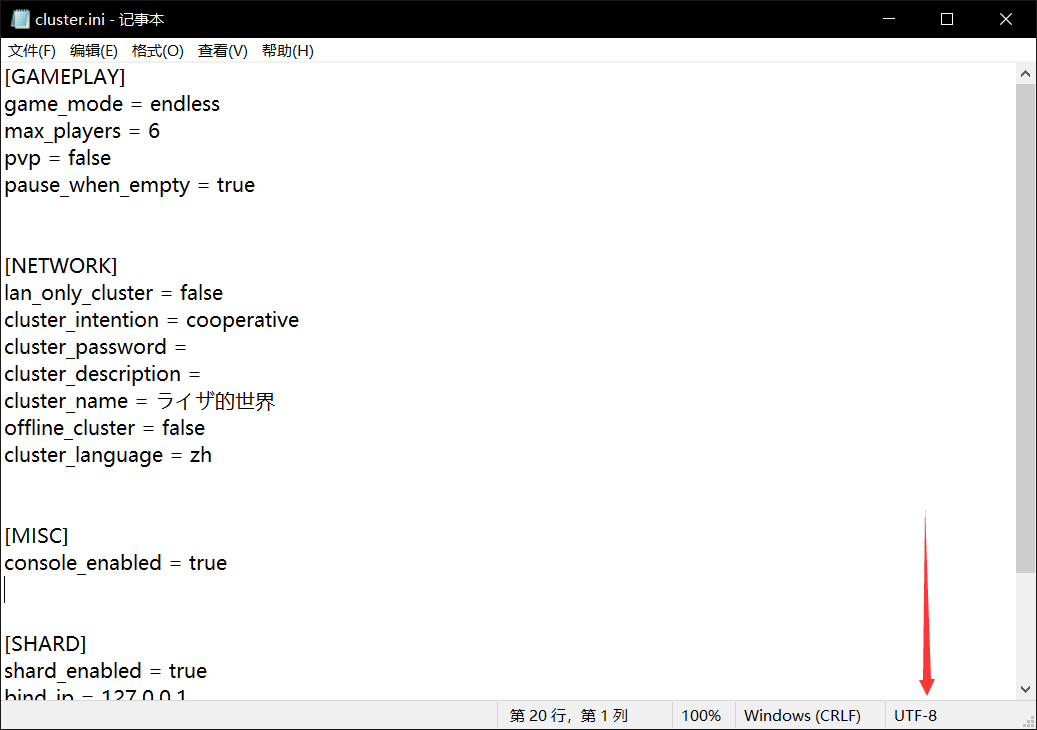 cluster.ini - 记事本
文件(F) 编辑(E) 格式(O) 查看(V) 帮助(H)
[GAMEPLAY]
game_mode = endless
max_players = 6
pvp = false
pause_when_empty = true
[NETWORK]
lan_only_cluster = false
cluster_intention = cooperative
cluster_password =
cluster_description =
cluster_name = ライザ的世界
offline_cluster = false
cluster_language = zh
[MISC]
console_enabled = true
[SHARD]
shard_enabled = true
bind_ip = 127.0.0.1
第 20 行，第 1 列 100% Windows (CRLF) UTF-8